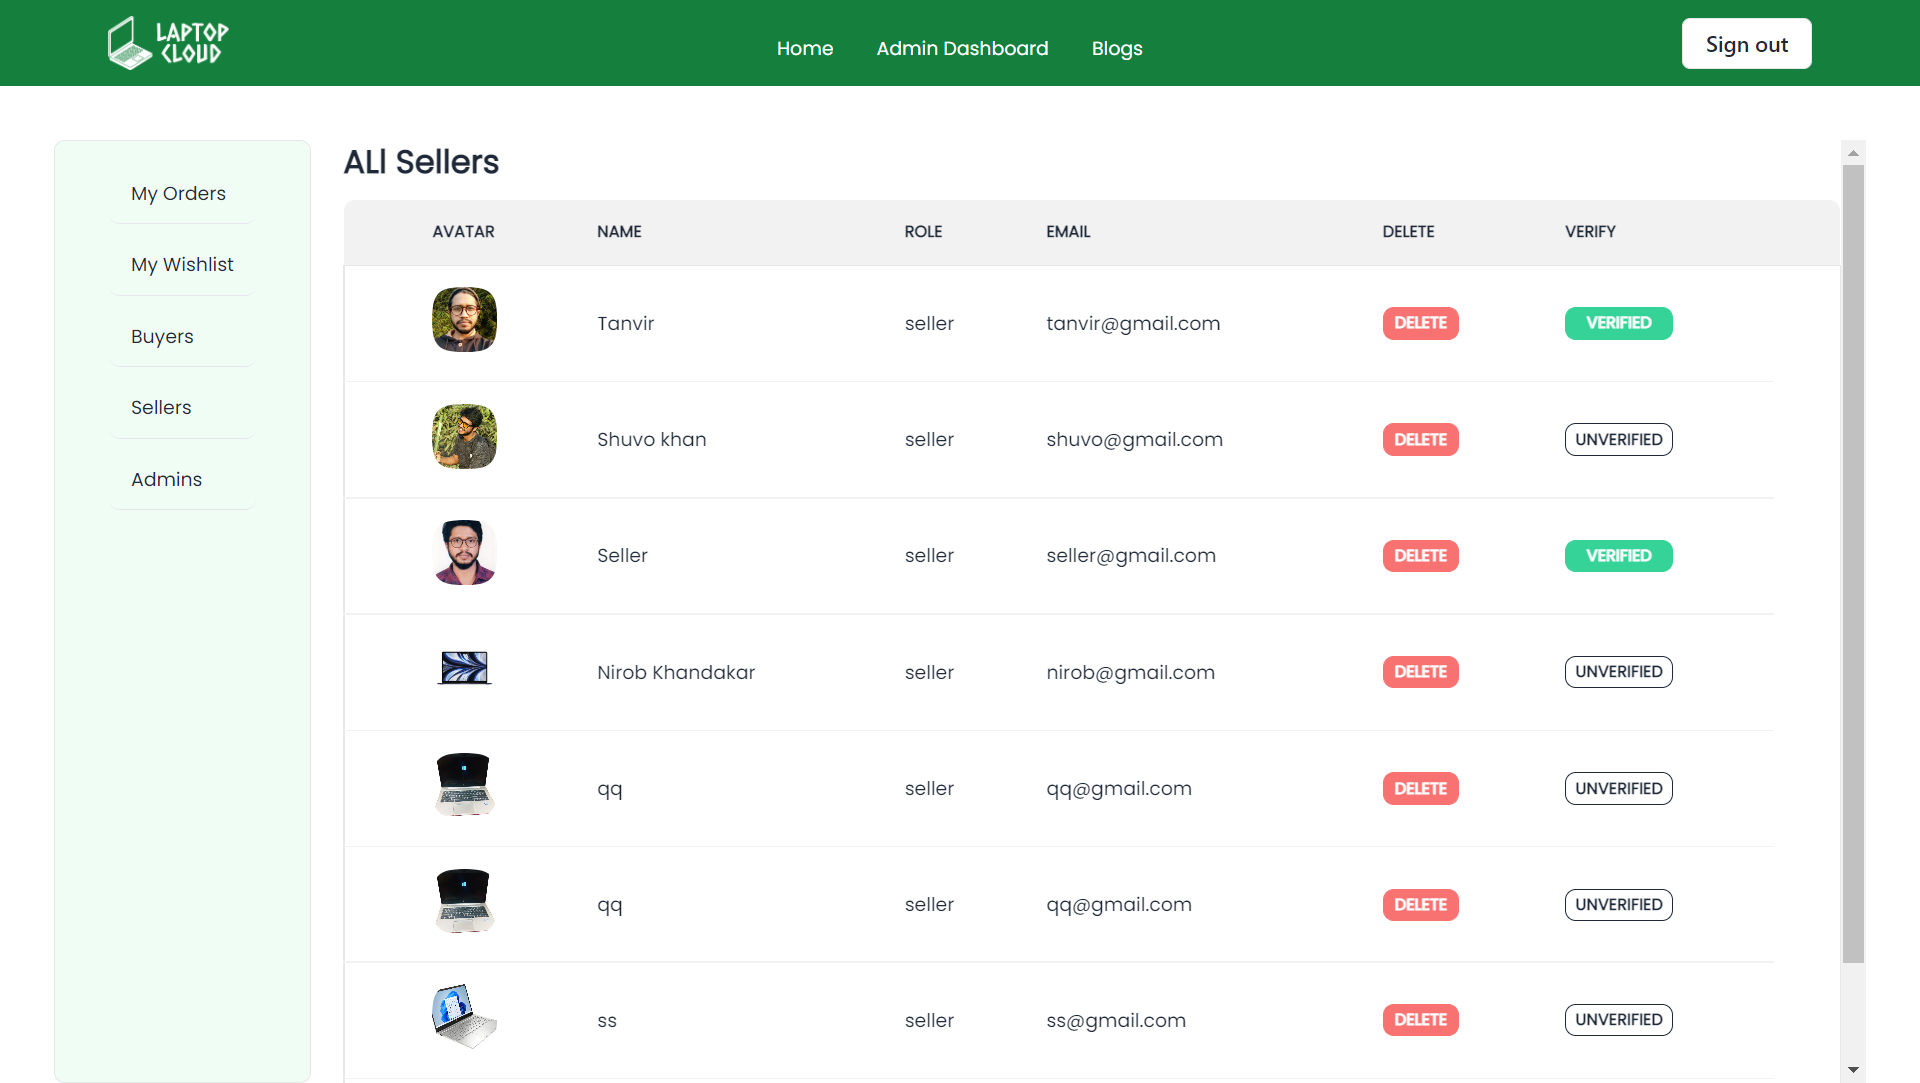 LAPTOP
CLOUD
Home Admin Dashboard Blogs
Sign out
My Orders
My Wishlist
Buyers
Sellers
Admins
ALl Sellers
AVATAR NAME ROLE EMAIL DELETE VERIFY
Tanvir seller tanvir@gmail.com DELETE VERIFIED
Shuvo khan seller shuvo@gmail.com DELETE UNVERIFIED
Seller seller seller@gmail.com DELETE VERIFIED
Nirob Khandakar seller nirob@gmail.com DELETE UNVERIFIED
qq seller qq@gmail.com DELETE UNVERIFIED
qq seller qq@gmail.com DELETE UNVERIFIED
ss seller ss@gmail.com DELETE UNVERIFIED